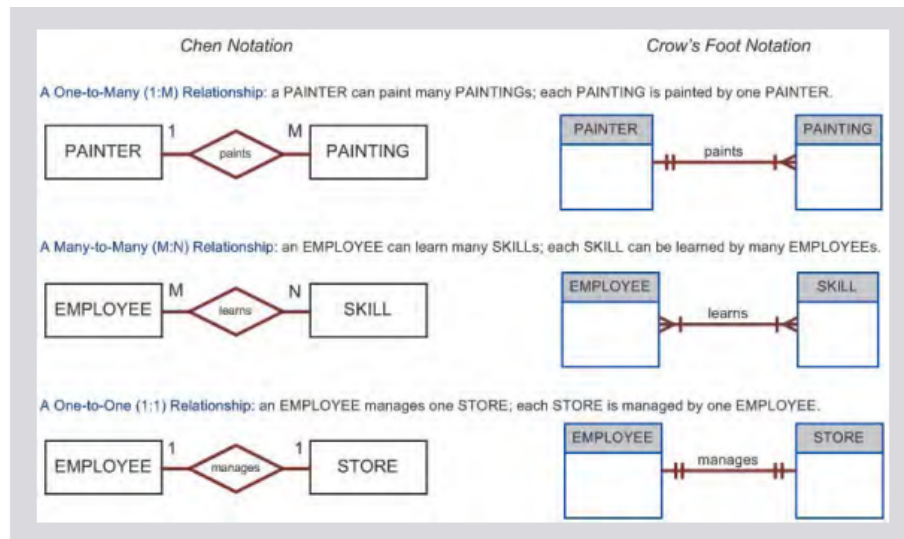 Chen Notation
Crow's Foot Notation
A One-to-Many (1:M) Relationship: a PAINTER can paint many PAINTINGs; each PAINTING is painted by one PAINTER.
PAINTER 1 paints M PAINTING
PAINTER paints PAINTING
A Many-to-Many (M:N) Relationship: an EMPLOYEE can learn many SKILLs; each SKILL can be learned by many EMPLOYEEs.
EMPLOYEE M learns N SKILL
EMPLOYEE learns SKILL
A One-to-One (1:1) Relationship: an EMPLOYEE manages one STORE; each STORE is managed by one EMPLOYEE.
EMPLOYEE 1 manages 1 STORE
EMPLOYEE manages STORE